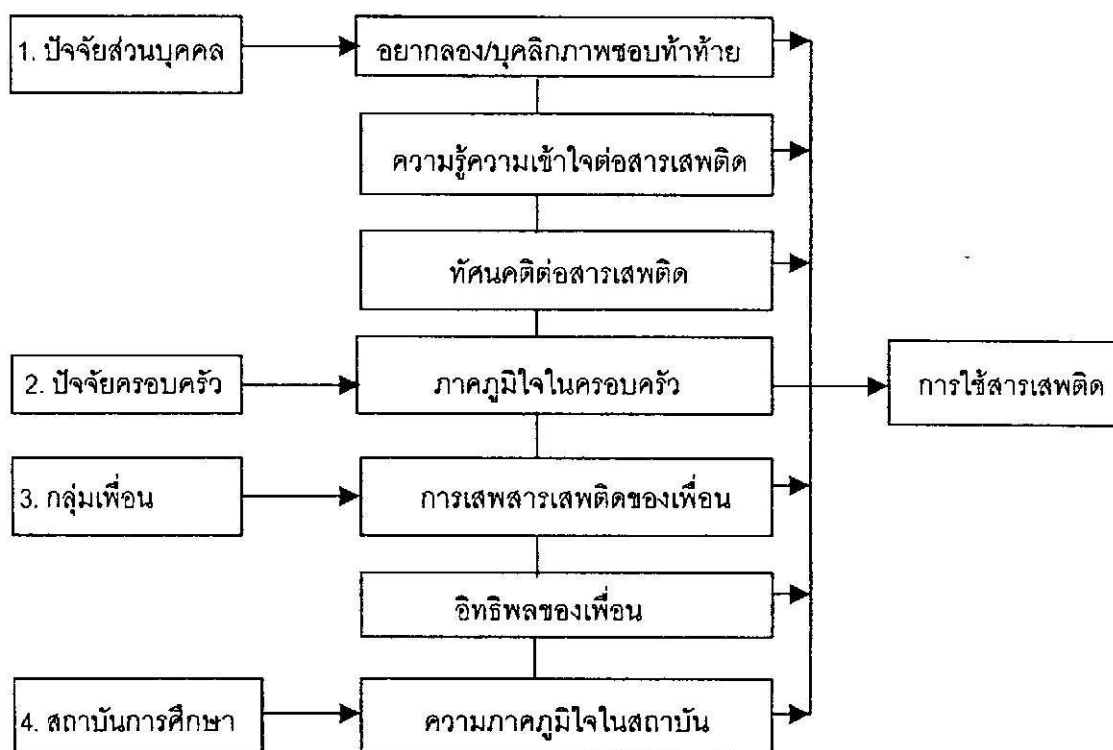 1. ปัจจัยส่วนบุคคล
อยากลอง/บุคลิกภาพชอบท้าทาย
ความรู้ความเข้าใจต่อสารเสพติด
ทัศนคติต่อสารเสพติด
2. ปัจจัยครอบครัว
ภาคภูมิใจในครอบครัว
การใช้สารเสพติด
3. กลุ่มเพื่อน
การเสพสารเสพติดของเพื่อน
อิทธิพลของเพื่อน
4. สถาบันการศึกษา
ความภาคภูมิใจในสถาบัน